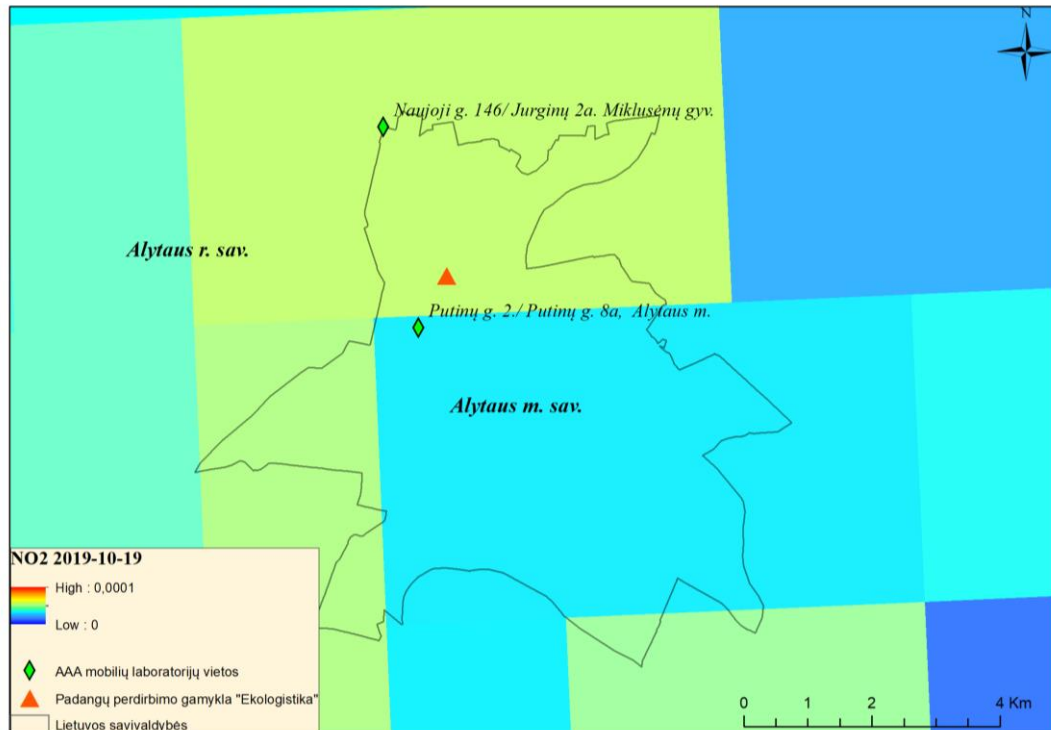 N
Naujoji g. 146/ Jurginų 2a. Miklusėnų gyv.
Alytaus r. sav.
Putinų g. 2./ Putinų g. 8a, Alytaus m.
Alytaus m. sav.
NO2 2019-10-19
High : 0,0001
Low : 0
AAA mobilių laboratorijų vietos
Padangų perdirbimo gamykla "Ekologistika"
Lietuvos savivaldybės
0 1 2 4 Km